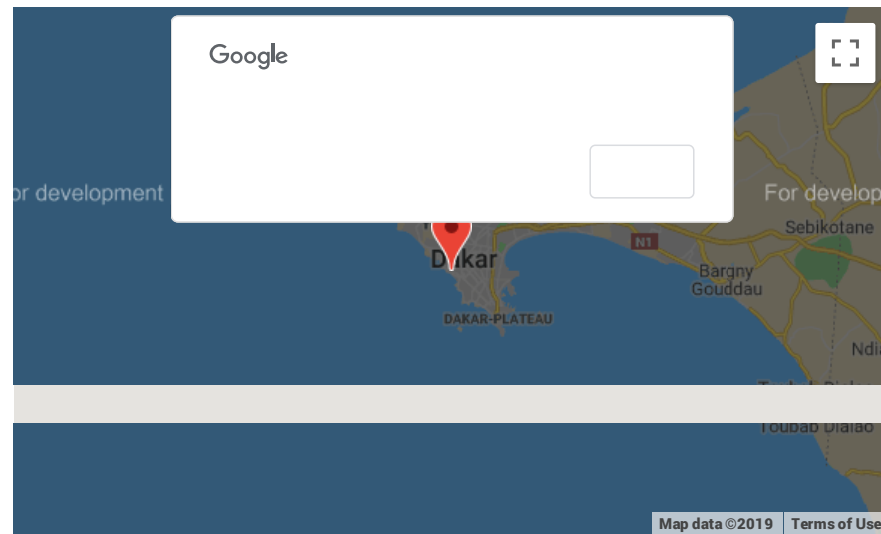 Google
or development
For develop
Sebikotane
N1
Dakar
Bargny
Gouddau
DAKAR-PLATEAU
Ndi
Toubab Dialao
Map data ©2019
Terms of Use